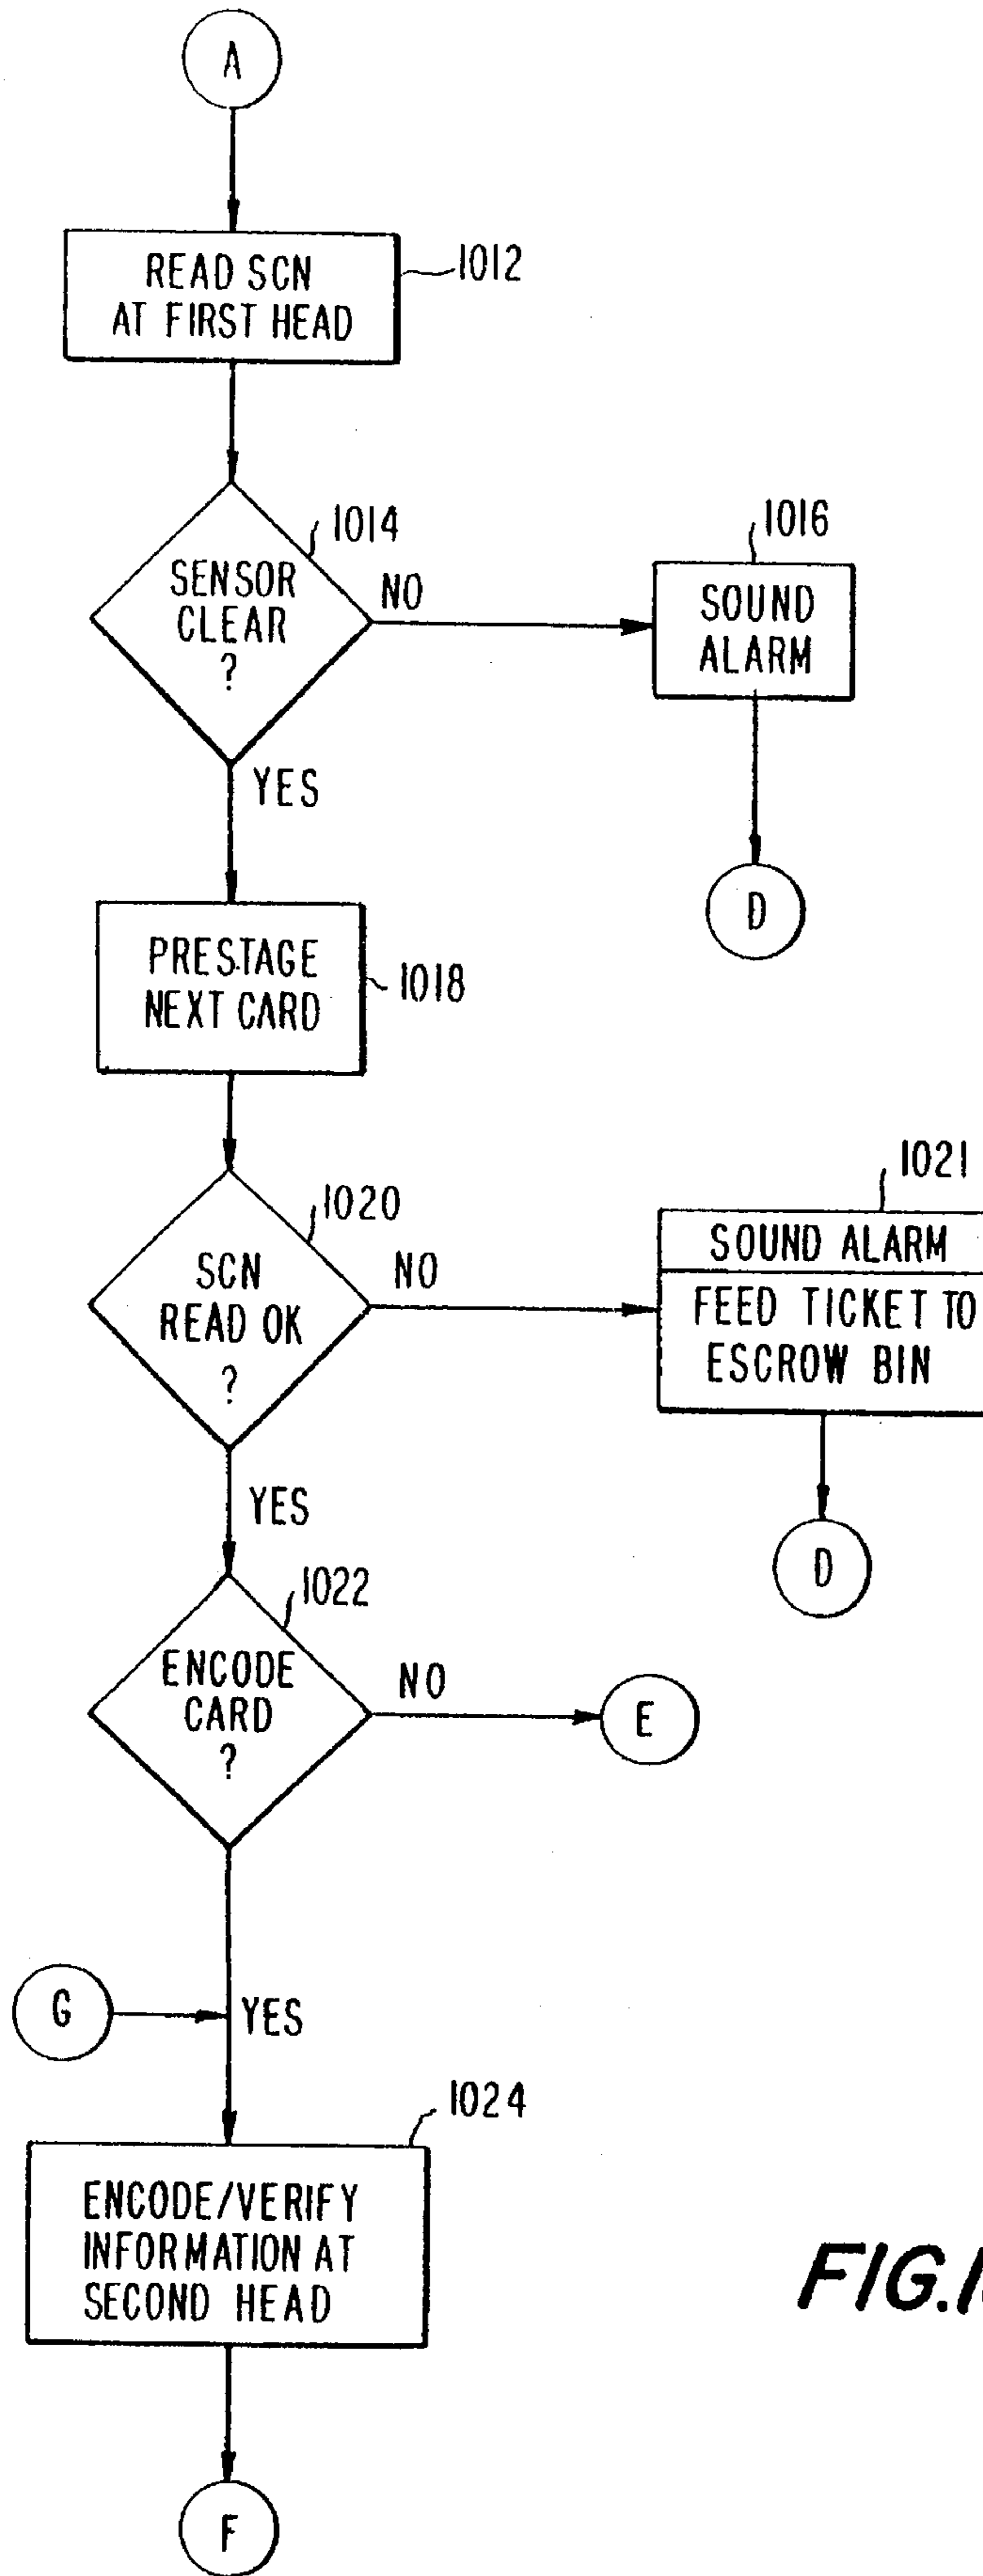 A
READ SCN
AT FIRST HEAD
1012
SENSOR
CLEAR
?
1014
NO
SOUND
ALARM
1016
D
YES
PRESTAGE
NEXT CARD
1018
SCN
READ OK
?
1020
NO
SOUND ALARM
FEED TICKET TO
ESCROW BIN
1021
D
YES
ENCODE
CARD
?
1022
NO
E
G
YES
ENCODE/VERIFY
INFORMATION AT
SECOND HEAD
1024
F